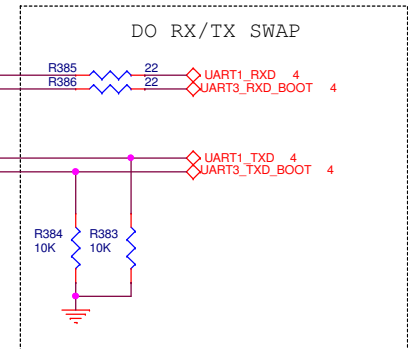 DO RX/TX SWAP
R385 22 UART1_RXD 4
R386 22 UART3_RXD_BOOT 4
UART1_TXD 4
UART3_TXD_BOOT 4
R384 R383
10K 10K